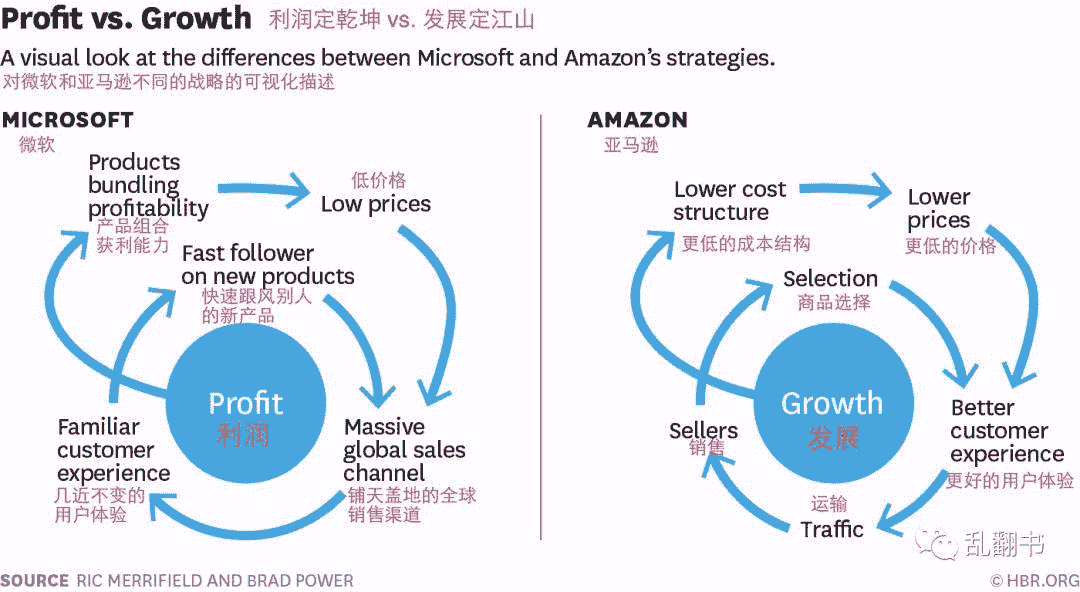 Profit vs. Growth 利润定乾坤 vs. 发展定江山
A visual look at the differences between Microsoft and Amazon's strategies.
对微软和亚马逊不同的战略的可视化描述
MICROSOFT
微软
Products
bundling
profitability
产品组合
获利能力
低价格
Low prices
Fast follower
on new products
快速跟风别人
的新产品
Profit
利润
Familiar
customer
experience
几近不变的
用户体验
Massive
global sales
channel
铺天盖地的全球
销售渠道
AMAZON
亚马逊
Lower cost
structure
更低的成本结构
Lower
prices
更低的价格
Selection
商品选择
Growth
发展
Sellers
销售
Better
customer
experience
更好的用户体验
运输
Traffic
乱翻书
SOURCE RIC MERRIFIELD AND BRAD POWER
© HBR.ORG